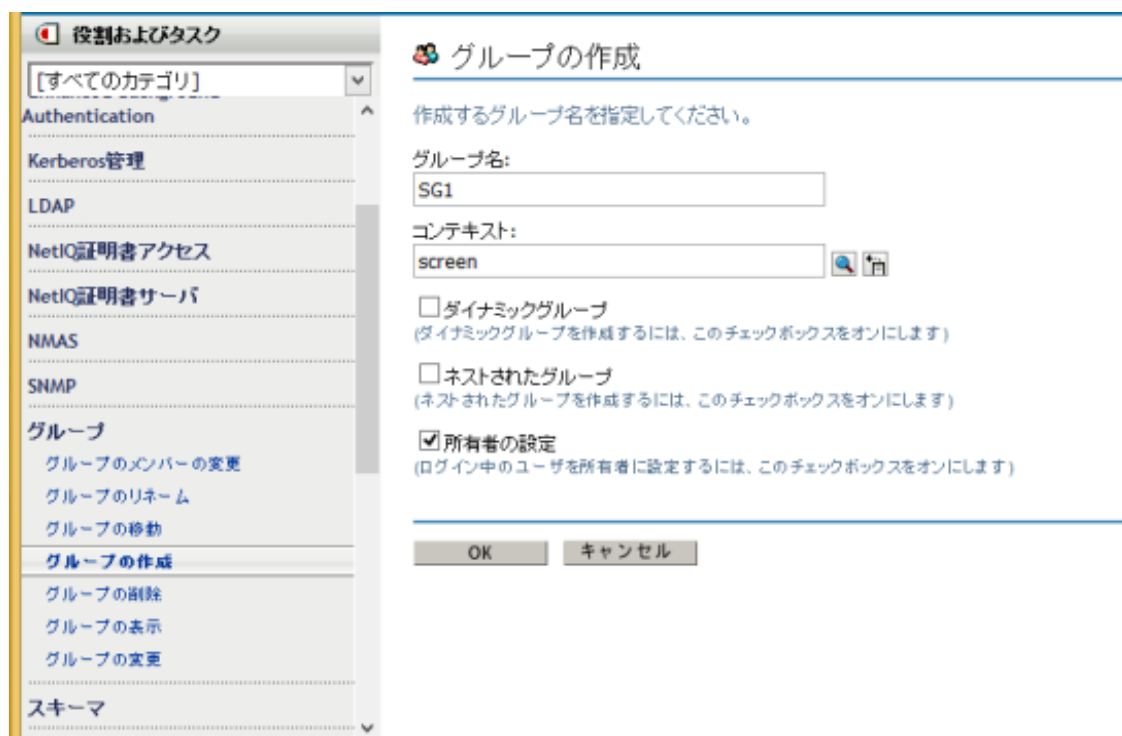 役割およびタスク
[すべてのカテゴリ]
Authentication
Kerberos管理
LDAP
NetIQ証明書アクセス
NetIQ証明書サーバ
NMAS
SNMP
グループ
グループのメンバーの変更
グループのリネーム
グループの移動
グループの作成
グループの削除
グループの表示
グループの変更
スキーマ
グループの作成
作成するグループ名を指定してください。
グループ名:
SG1
コンテキスト:
screen
ダイナミックグループ
(ダイナミックグループを作成するには、このチェックボックスをオンにします)
ネストされたグループ
(ネストされたグループを作成するには、このチェックボックスをオンにします)
所有者の設定
(ログイン中のユーザを所有者に設定するには、このチェックボックスをオンにします)
OK
キャンセル